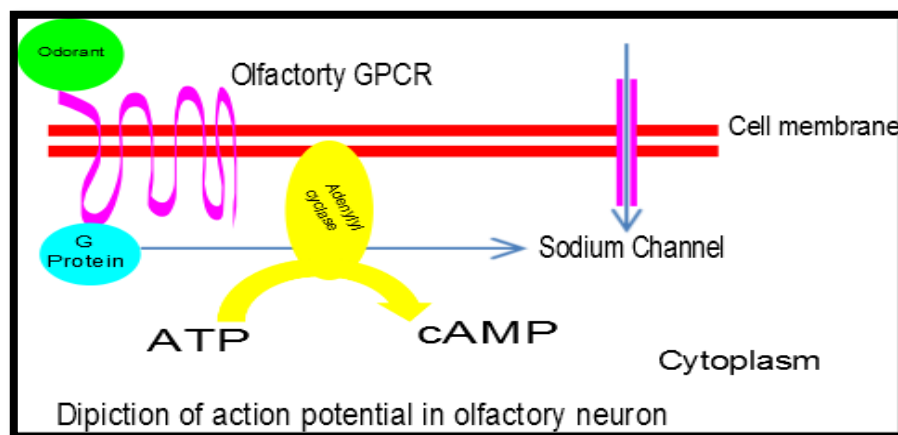 Odorant
Olfactorty GPCR
Cell membrane
Adenylyl
cyclase
G
Protein
Sodium Channel
ATP
cAMP
Cytoplasm
Dipiction of action potential in olfactory neuron